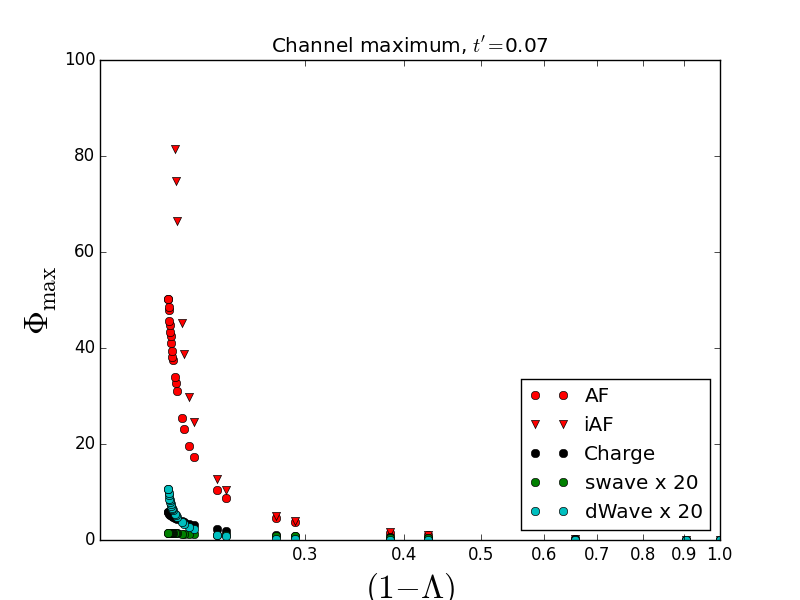 Channel maximum, t′=0.07
100
80
60
40
20
0
Φmax
0.3 0.4 0.5 0.6 0.7 0.8 0.9 1.0
(1−Λ)
AF
iAF
Charge
swave x 20
dWave x 20